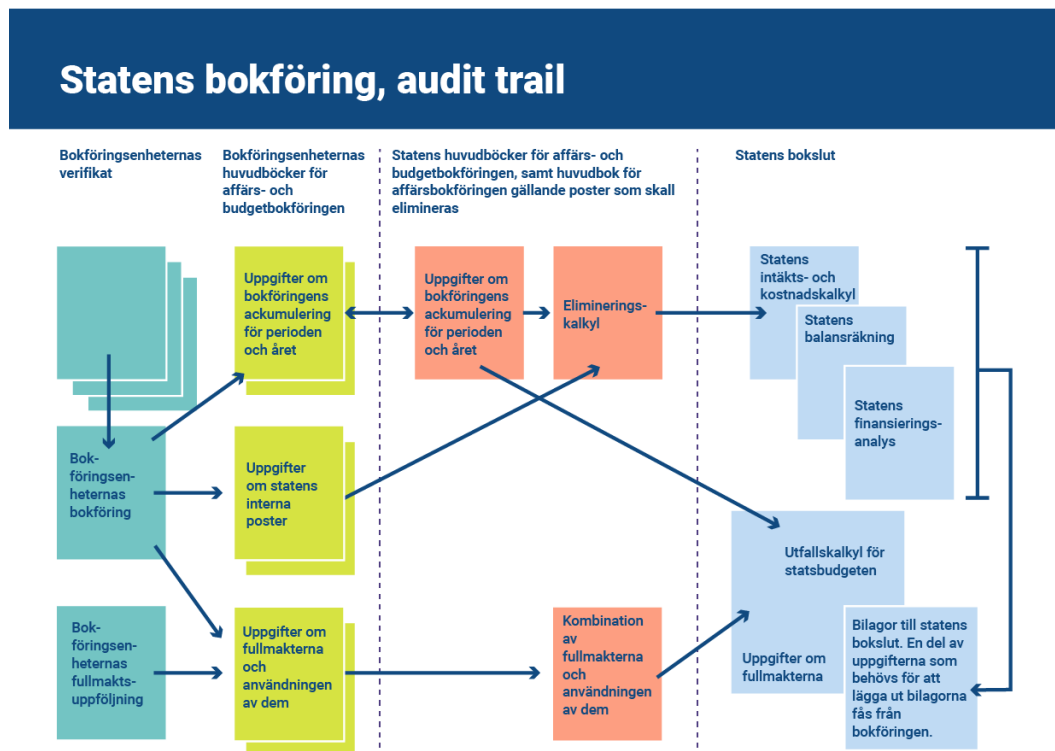 Statens bokföring, audit trail
Bokföringsenheternas
verifikat
Bokföringsenheternas
huvudböcker för
affärs- och
budgetbokföringen
Statens huvudböcker för affärs- och
budgetbokföringen, samt huvudbok för
affärsbokföringen gällande poster som skall
elimineras
Statens bokslut
Uppgifter om
bokföringens
ackumulering
för perioden
och året
Uppgifter om
bokföringens
ackumulering
för perioden
och året
Eliminerings-
kalkyl
Statens
intäkts- och
kostnadskalkyl
Statens
balansräkning
Statens
finansierings-
analys
Bok-
föringsen-
heternas
bokföring
Uppgifter
om statens
interna
poster
Utfallskalkyl för
statsbudgeten
Bok-
föringsen-
heternas
fullmakts-
uppföljning
Uppgifter om
fullmakterna
och
användningen
av dem
Kombination
av
fullmakterna
och
användningen
av dem
Uppgifter om
fullmakterna
Bilagor till statens
bokslut. En del av
uppgifterna som
behövs för att
lägga ut bilagorna
fås från
bokföringen.